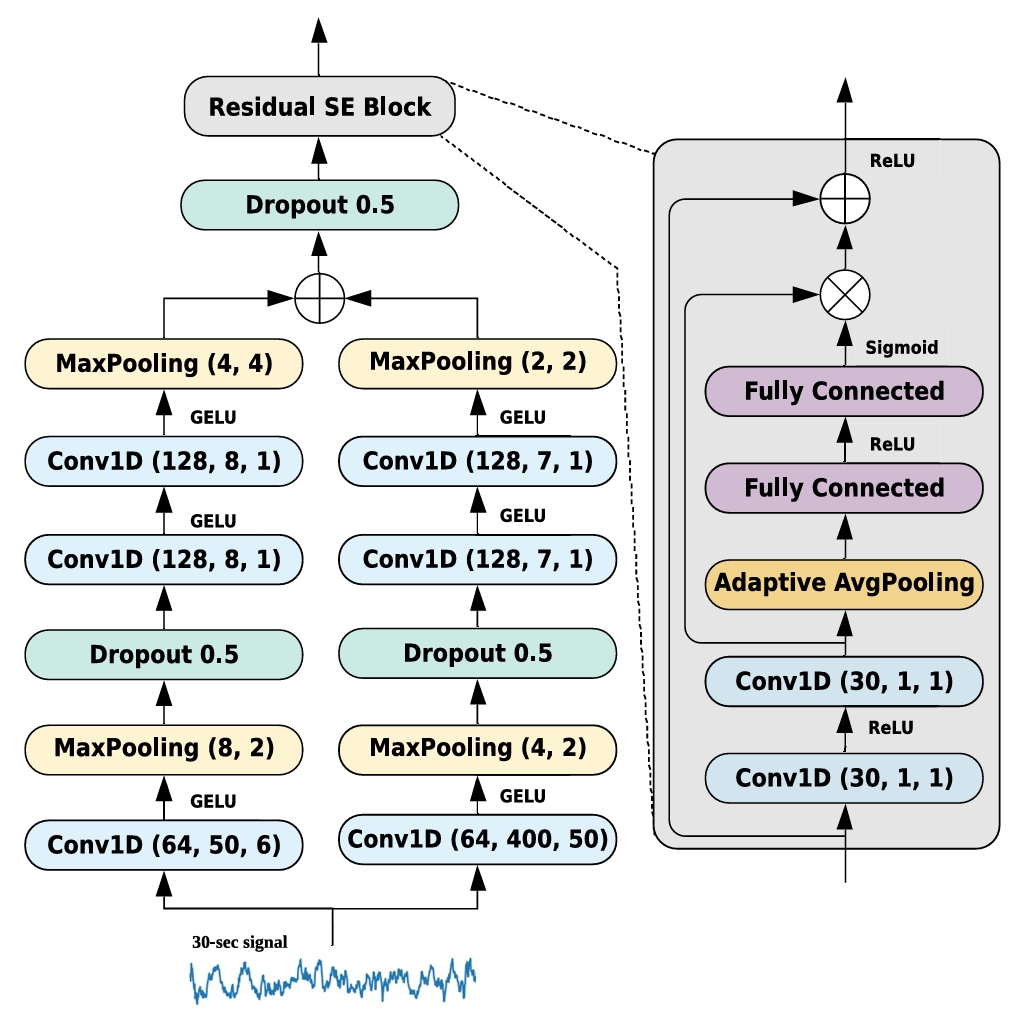 Residual SE Block
Dropout 0.5
MaxPooling (4, 4)
GELU
Conv1D (128, 8, 1)
GELU
Conv1D (128, 8, 1)
Dropout 0.5
MaxPooling (8, 2)
GELU
Conv1D (64, 50, 6)
MaxPooling (2, 2)
GELU
Conv1D (128, 7, 1)
GELU
Conv1D (128, 7, 1)
Dropout 0.5
MaxPooling (4, 2)
GELU
Conv1D (64, 400, 50)
30-sec signal
ReLU
Sigmoid
Fully Connected
ReLU
Fully Connected
Adaptive AvgPooling
Conv1D (30, 1, 1)
ReLU
Conv1D (30, 1, 1)